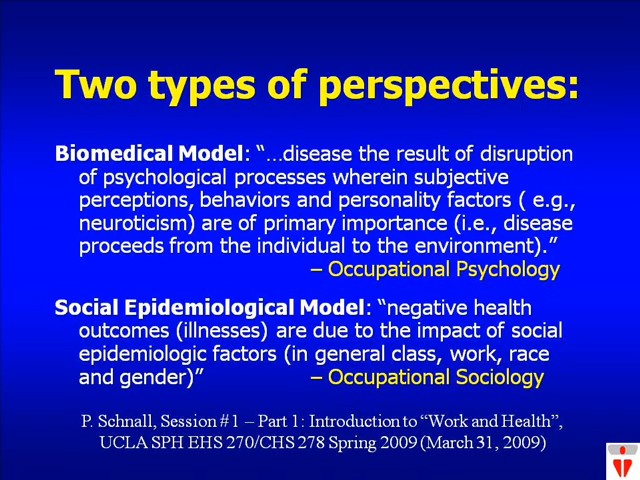 Two types of perspectives:
Biomedical Model: “…disease the result of disruption
of psychological processes wherein subjective
perceptions, behaviors and personality factors ( e.g.,
neuroticism) are of primary importance (i.e., disease
proceeds from the individual to the environment).”
– Occupational Psychology
Social Epidemiological Model: “negative health
outcomes (illnesses) are due to the impact of social
epidemiologic factors (in general class, work, race
and gender)” – Occupational Sociology
P. Schnall, Session #1 – Part 1: Introduction to “Work and Health”,
UCLA SPH EHS 270/CHS 278 Spring 2009 (March 31, 2009)